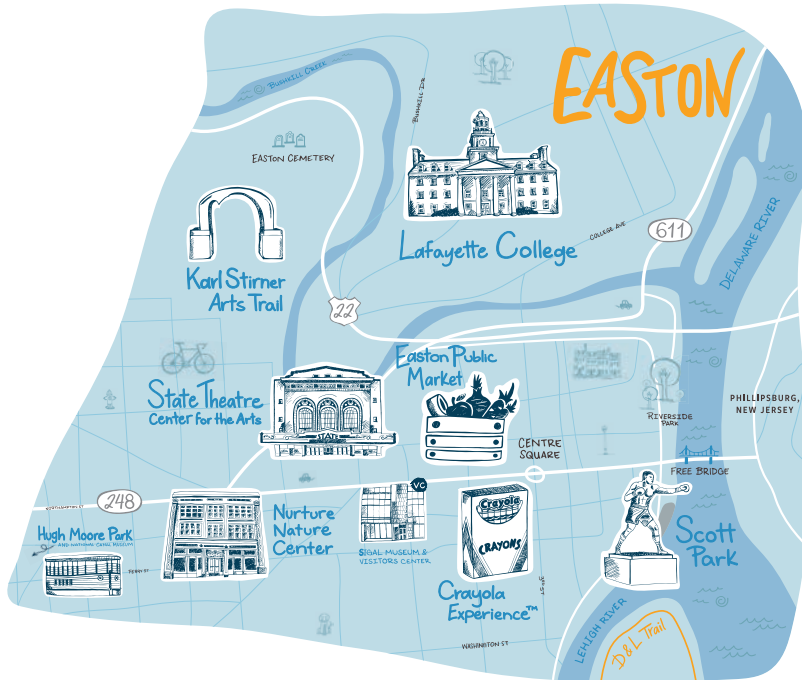 EASTON
BUSHKILL CREEK
BUSHKILL DR
EASTON CEMETERY
Lafayette College
COLLEGE AVE
611
DELAWARE RIVER
Karl Stirner
Arts Trail
22
Easton Public
Market
State Theatre
Center for the Arts
STATE
RIVERSIDE
PARK
PHILLIPSBURG,
NEW JERSEY
CENTRE
SQUARE
FREE BRIDGE
248
NORTHAMPTON ST
Hugh Moore Park
AND NATIONAL CANAL MUSEUM
FERRY ST
Nurture
Nature
Center
VC
SIGAL MUSEUM &
VISITORS CENTER
Crayola
CRAYONS
Crayola
Experience™
Scott
Park
WASHINGTON ST
LEHIGH RIVER
D&L Trail